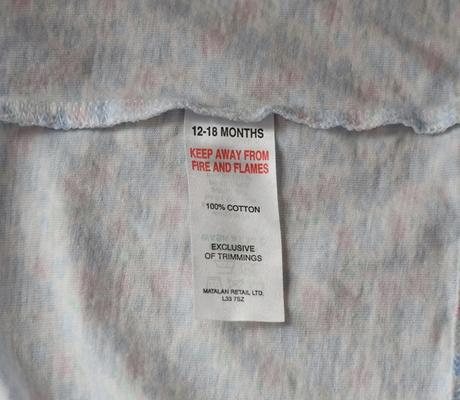 12-18 MONTHS
KEEP AWAY FROM
FIRE AND FLAMES
100% COTTON
EXCLUSIVE
OF TRIMMINGS
MATALAN RETAIL LTD.
L33 7SZ